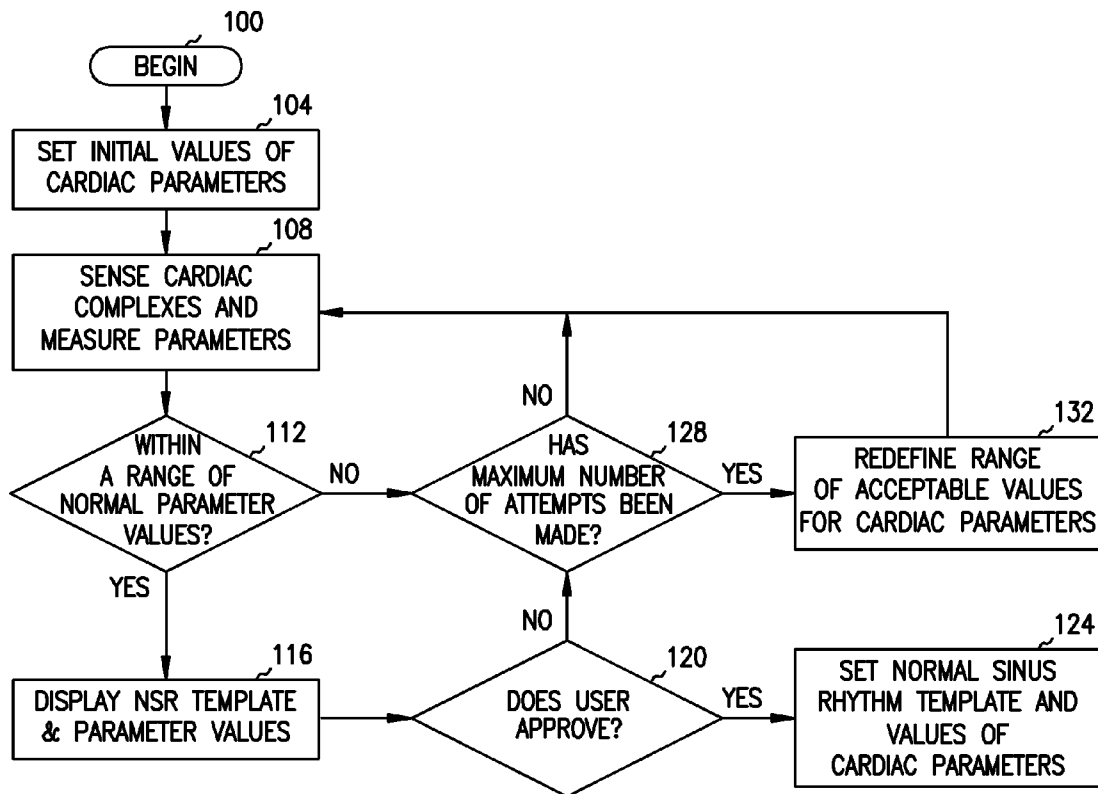 100
BEGIN
104
SET INITIAL VALUES OF
CARDIAC PARAMETERS
108
SENSE CARDIAC
COMPLEXES AND
MEASURE PARAMETERS
WITHIN
A RANGE OF
NORMAL PARAMETER
VALUES?
112
NO
YES
HAS
MAXIMUM NUMBER
OF ATTEMPTS BEEN
MADE?
128
NO
YES
132
REDEFINE RANGE
OF ACCEPTABLE VALUES
FOR CARDIAC PARAMETERS
116
DISPLAY NSR TEMPLATE
& PARAMETER VALUES
NO
120
DOES USER
APPROVE?
YES
124
SET NORMAL SINUS
RHYTHM TEMPLATE AND
VALUES OF
CARDIAC PARAMETERS